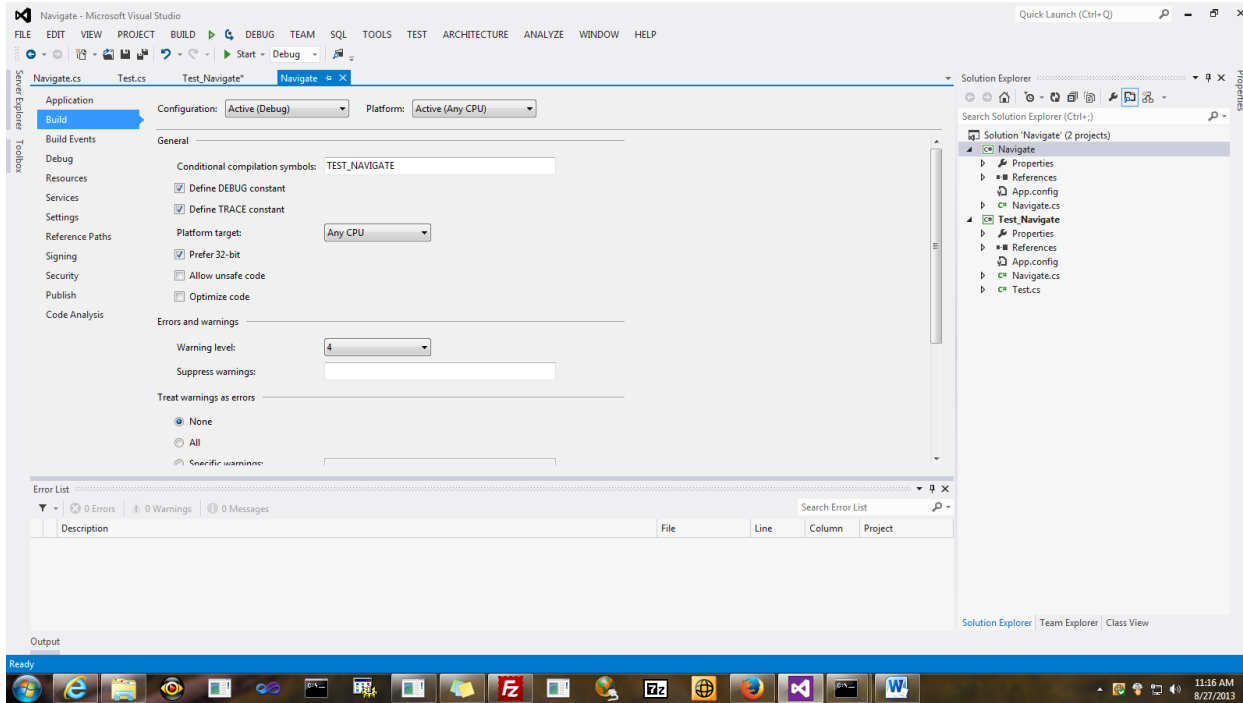 Navigate - Microsoft Visual Studio
Quick Launch (Ctrl+Q)
FILE EDIT VIEW PROJECT BUILD DEBUG TEAM SQL TOOLS TEST ARCHITECTURE ANALYZE WINDOW HELP
Start Debug
Server Explorer
Toolbox
Navigate.cs Test.cs Test_Navigate* Navigate
Application
Build
Build Events
Debug
Resources
Services
Settings
Reference Paths
Signing
Security
Publish
Code Analysis
Configuration: Active (Debug) Platform: Active (Any CPU)
General
Conditional compilation symbols: TEST_NAVIGATE
Define DEBUG constant
Define TRACE constant
Platform target: Any CPU
Prefer 32-bit
Allow unsafe code
Optimize code
Errors and warnings
Warning level: 4
Suppress warnings:
Treat warnings as errors
None
All
Specific warnings:
Solution Explorer
Search Solution Explorer (Ctrl+;)
Solution 'Navigate' (2 projects)
C# Navigate
Properties
References
App.config
C# Navigate.cs
C# Test_Navigate
Properties
References
App.config
C# Navigate.cs
C# Test.cs
Solution Explorer Team Explorer Class View
Properties
Error List
0 Errors 0 Warnings 0 Messages
Search Error List
Description File Line Column Project
Output
Ready
C:\. Fz 7z C:\. W
11:16 AM
8/27/2013